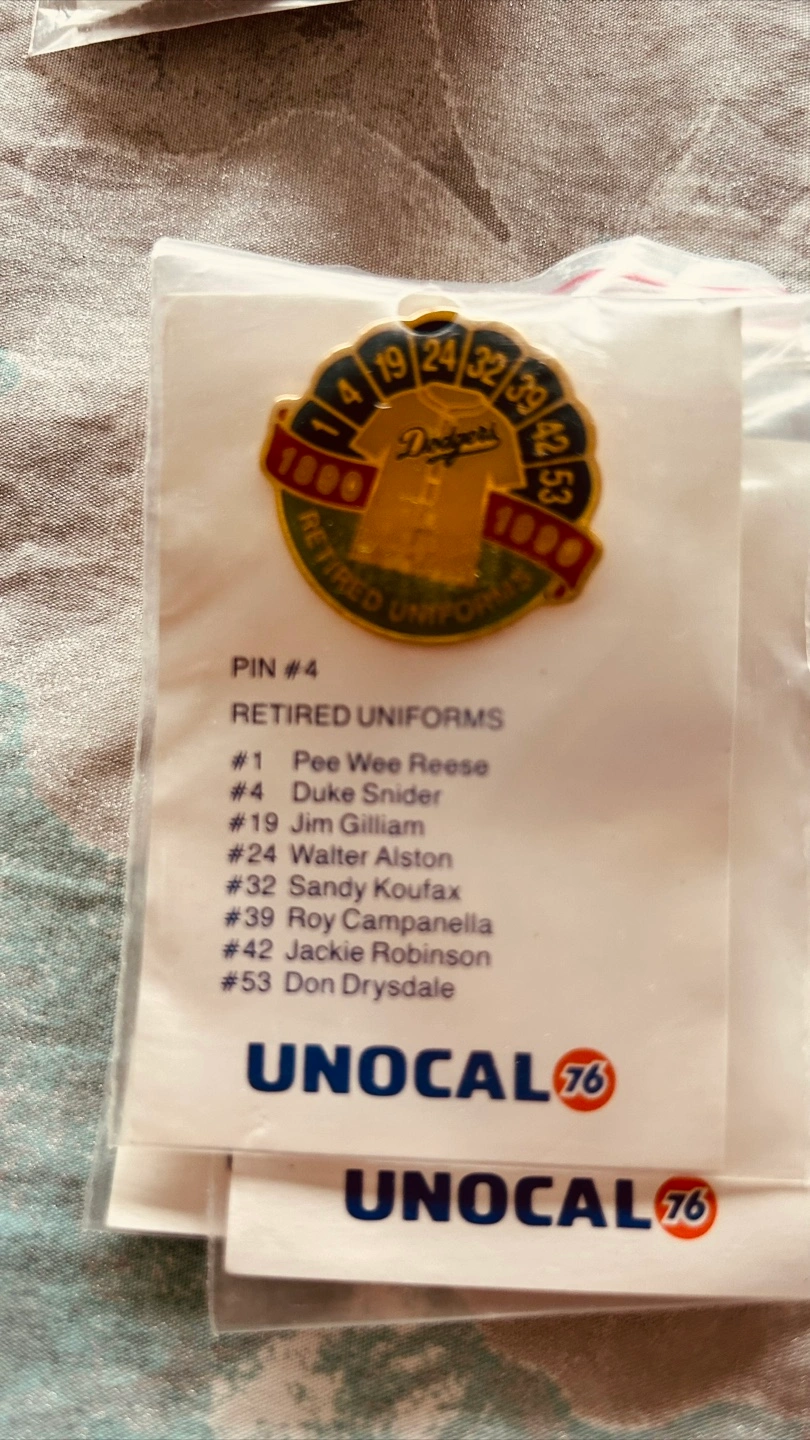 1 4 19 24 32 39 42 53
Dodgers
1890 1990
RETIRED UNIFORMS
PIN #4
RETIRED UNIFORMS
#1 Pee Wee Reese
#4 Duke Snider
#19 Jim Gilliam
#24 Walter Alston
#32 Sandy Koufax
#39 Roy Campanella
#42 Jackie Robinson
#53 Don Drysdale
UNOCAL 76
UNOCAL 76